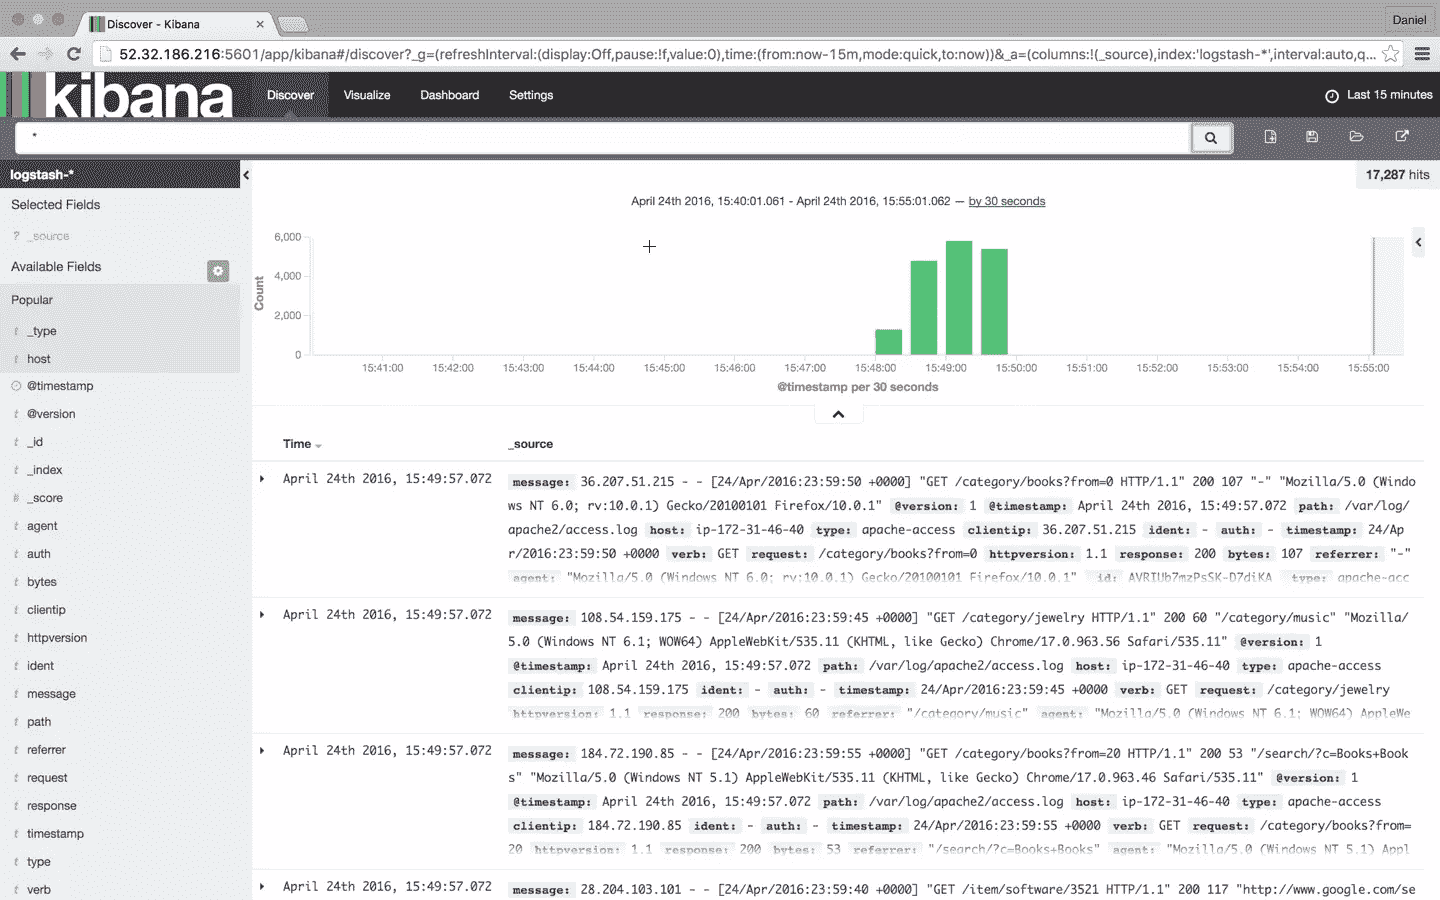 Discover - Kibana
Daniel
52.32.186.216:5601/app/kibana#/discover?_g=(refreshInterval:(display:Off,pause:!f,value:0),time:(from:now-15m,mode:quick,to:now))&_a=(columns:!(_source),index:'logstash-*',interval:auto,q...
kibana
Discover
Visualize
Dashboard
Settings
Last 15 minutes
*
logstash-*
17,287 hits
Selected Fields
? _source
Available Fields
Popular
t _type
t host
@timestamp
t @version
t _id
t _index
# _score
t agent
t auth
t bytes
t clientip
t httpversion
t ident
t message
t path
t referrer
t request
t response
t timestamp
t type
t verb
April 24th 2016, 15:40:01.061 - April 24th 2016, 15:55:01.062 — by 30 seconds
Count
6,000
4,000
2,000
0
15:41:00 15:42:00 15:43:00 15:44:00 15:45:00 15:46:00 15:47:00 15:48:00 15:49:00 15:50:00 15:51:00 15:52:00 15:53:00 15:54:00 15:55:00
@timestamp per 30 seconds
Time _source
April 24th 2016, 15:49:57.072
message: 36.207.51.215 - - [24/Apr/2016:23:59:50 +0000] "GET /category/books?from=0 HTTP/1.1" 200 107 "-" "Mozilla/5.0 (Windo
ws NT 6.0; rv:10.0.1) Gecko/20100101 Firefox/10.0.1" @version: 1 @timestamp: April 24th 2016, 15:49:57.072 path: /var/log/
apache2/access.log host: ip-172-31-46-40 type: apache-access clientip: 36.207.51.215 ident: - auth: - timestamp: 24/Ap
r/2016:23:59:50 +0000 verb: GET request: /category/books?from=0 httpversion: 1.1 response: 200 bytes: 107 referrer: "-"
agent: "Mozilla/5.0 (Windows NT 6.0; rv:10.0.1) Gecko/20100101 Firefox/10.0.1" _id: AVRIUb7mzPsSK-D7diKA _type: apache-acc
April 24th 2016, 15:49:57.072
message: 108.54.159.175 - - [24/Apr/2016:23:59:45 +0000] "GET /category/jewelry HTTP/1.1" 200 60 "/category/music" "Mozilla/
5.0 (Windows NT 6.1; WOW64) AppleWebKit/535.11 (KHTML, like Gecko) Chrome/17.0.963.56 Safari/535.11" @version: 1
@timestamp: April 24th 2016, 15:49:57.072 path: /var/log/apache2/access.log host: ip-172-31-46-40 type: apache-access
clientip: 108.54.159.175 ident: - auth: - timestamp: 24/Apr/2016:23:59:45 +0000 verb: GET request: /category/jewelry
httpversion: 1.1 response: 200 bytes: 60 referrer: "/category/music" agent: "Mozilla/5.0 (Windows NT 6.1; WOW64) AppleWe
April 24th 2016, 15:49:57.072
message: 184.72.190.85 - - [24/Apr/2016:23:59:55 +0000] "GET /category/books?from=20 HTTP/1.1" 200 53 "/search/?c=Books+Book
s" "Mozilla/5.0 (Windows NT 5.1) AppleWebKit/535.11 (KHTML, like Gecko) Chrome/17.0.963.46 Safari/535.11" @version: 1
@timestamp: April 24th 2016, 15:49:57.072 path: /var/log/apache2/access.log host: ip-172-31-46-40 type: apache-access
clientip: 184.72.190.85 ident: - auth: - timestamp: 24/Apr/2016:23:59:55 +0000 verb: GET request: /category/books?from=
20 httpversion: 1.1 response: 200 bytes: 53 referrer: "/search/?c=Books+Books" agent: "Mozilla/5.0 (Windows NT 5.1) Appl
April 24th 2016, 15:49:57.072
message: 28.204.103.101 - - [24/Apr/2016:23:59:40 +0000] "GET /item/software/3521 HTTP/1.1" 200 117 "http://www.google.com/se